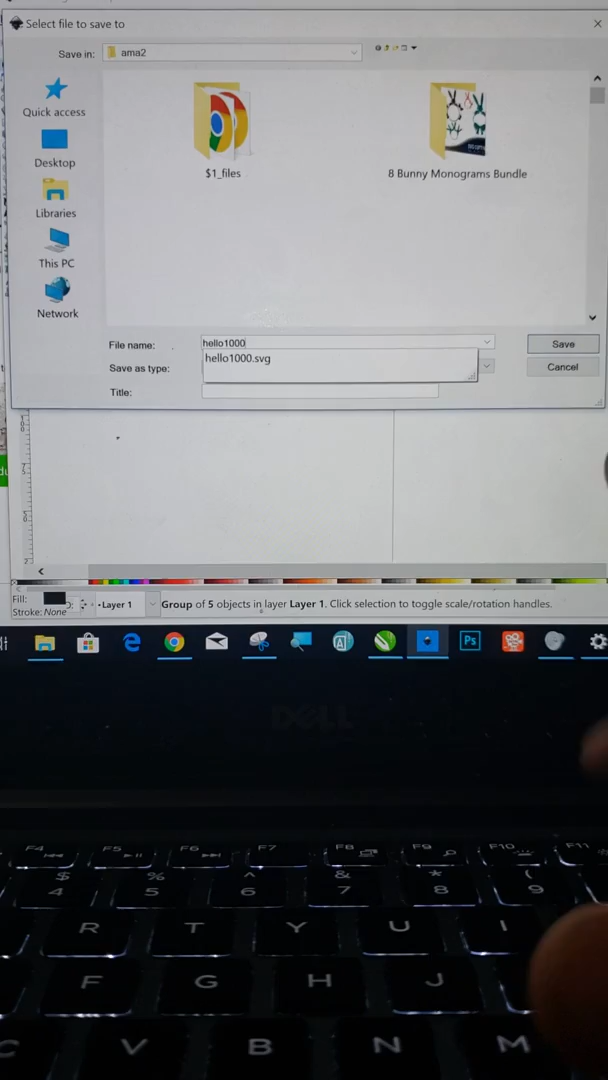 Select file to save to
Save in: ama2
Quick access
Desktop
Libraries
This PC
Network
$1_files
8 Bunny Monograms Bundle
File name: hello1000
hello1000.svg
Save as type:
Title:
Save
Cancel
Fill:
Stroke: None
Layer 1
Group of 5 objects in layer Layer 1. Click selection to toggle scale/rotation handles.
Ps
DELL
F4 F5 F6 F7 F8 F9 F10 F11
$ % ^ & * (
4 5 6 7 8 9
R T Y U I
F G H J
C V B N M